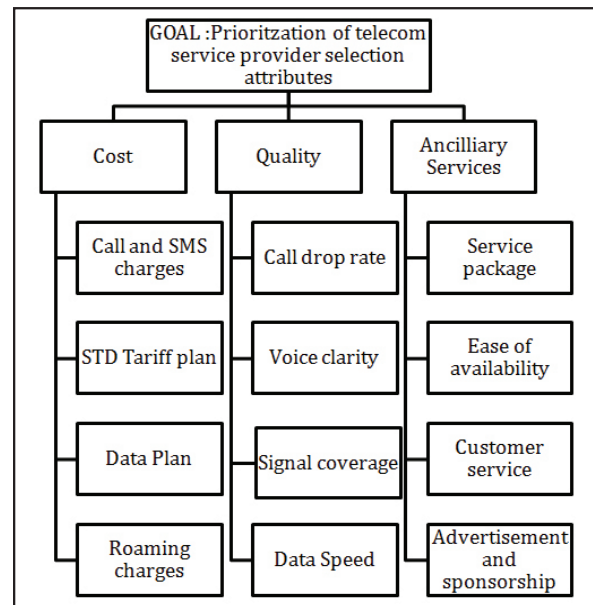 GOAL :Prioritzation of telecom
service provider selection
attributes
Cost
Quality
Ancilliary
Services
Call and SMS
charges
Call drop rate
Service
package
STD Tariff plan
Voice clarity
Ease of
availability
Data Plan
Signal coverage
Customer
service
Roaming
charges
Data Speed
Advertisement
and
sponsorship